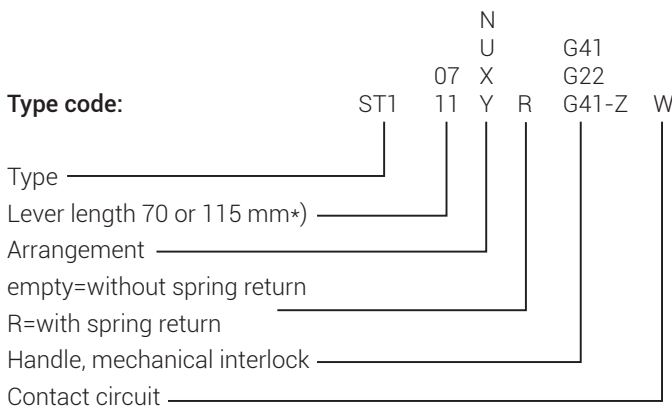 N
U G41
07 X G22
Type code: ST1 11 Y R G41-Z W
Type
Lever length 70 or 115 mm*)
Arrangement
empty=without spring return
R=with spring return
Handle, mechanical interlock
Contact circuit